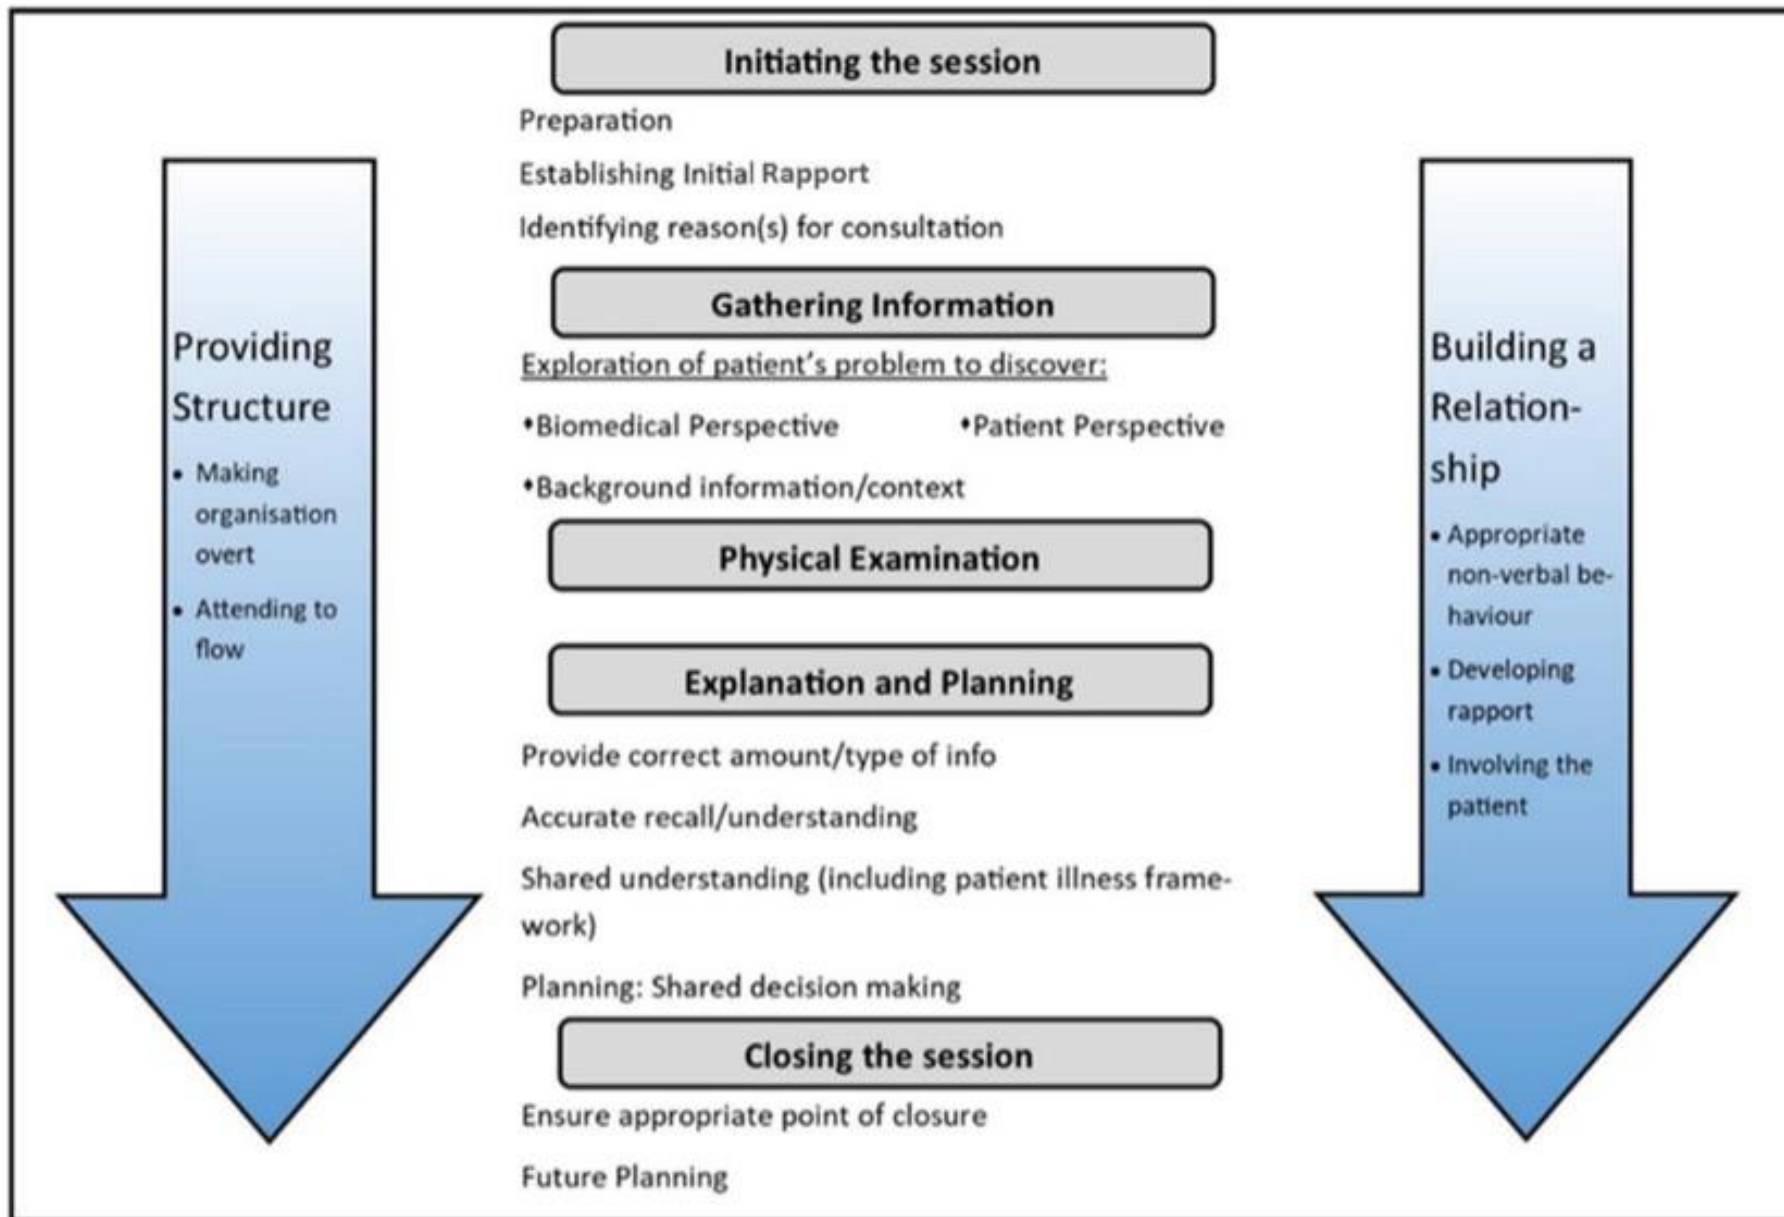 Initiating the session
Preparation
Establishing Initial Rapport
Identifying reason(s) for consultation
Gathering Information
Exploration of patient's problem to discover:
•Biomedical Perspective •Patient Perspective
•Background information/context
Physical Examination
Explanation and Planning
Provide correct amount/type of info
Accurate recall/understanding
Shared understanding (including patient illness frame-
work)
Planning: Shared decision making
Closing the session
Ensure appropriate point of closure
Future Planning
Providing
Structure
• Making
organisation
overt
• Attending to
flow
Building a
Relation-
ship
• Appropriate
non-verbal be-
haviour
• Developing
rapport
• Involving the
patient